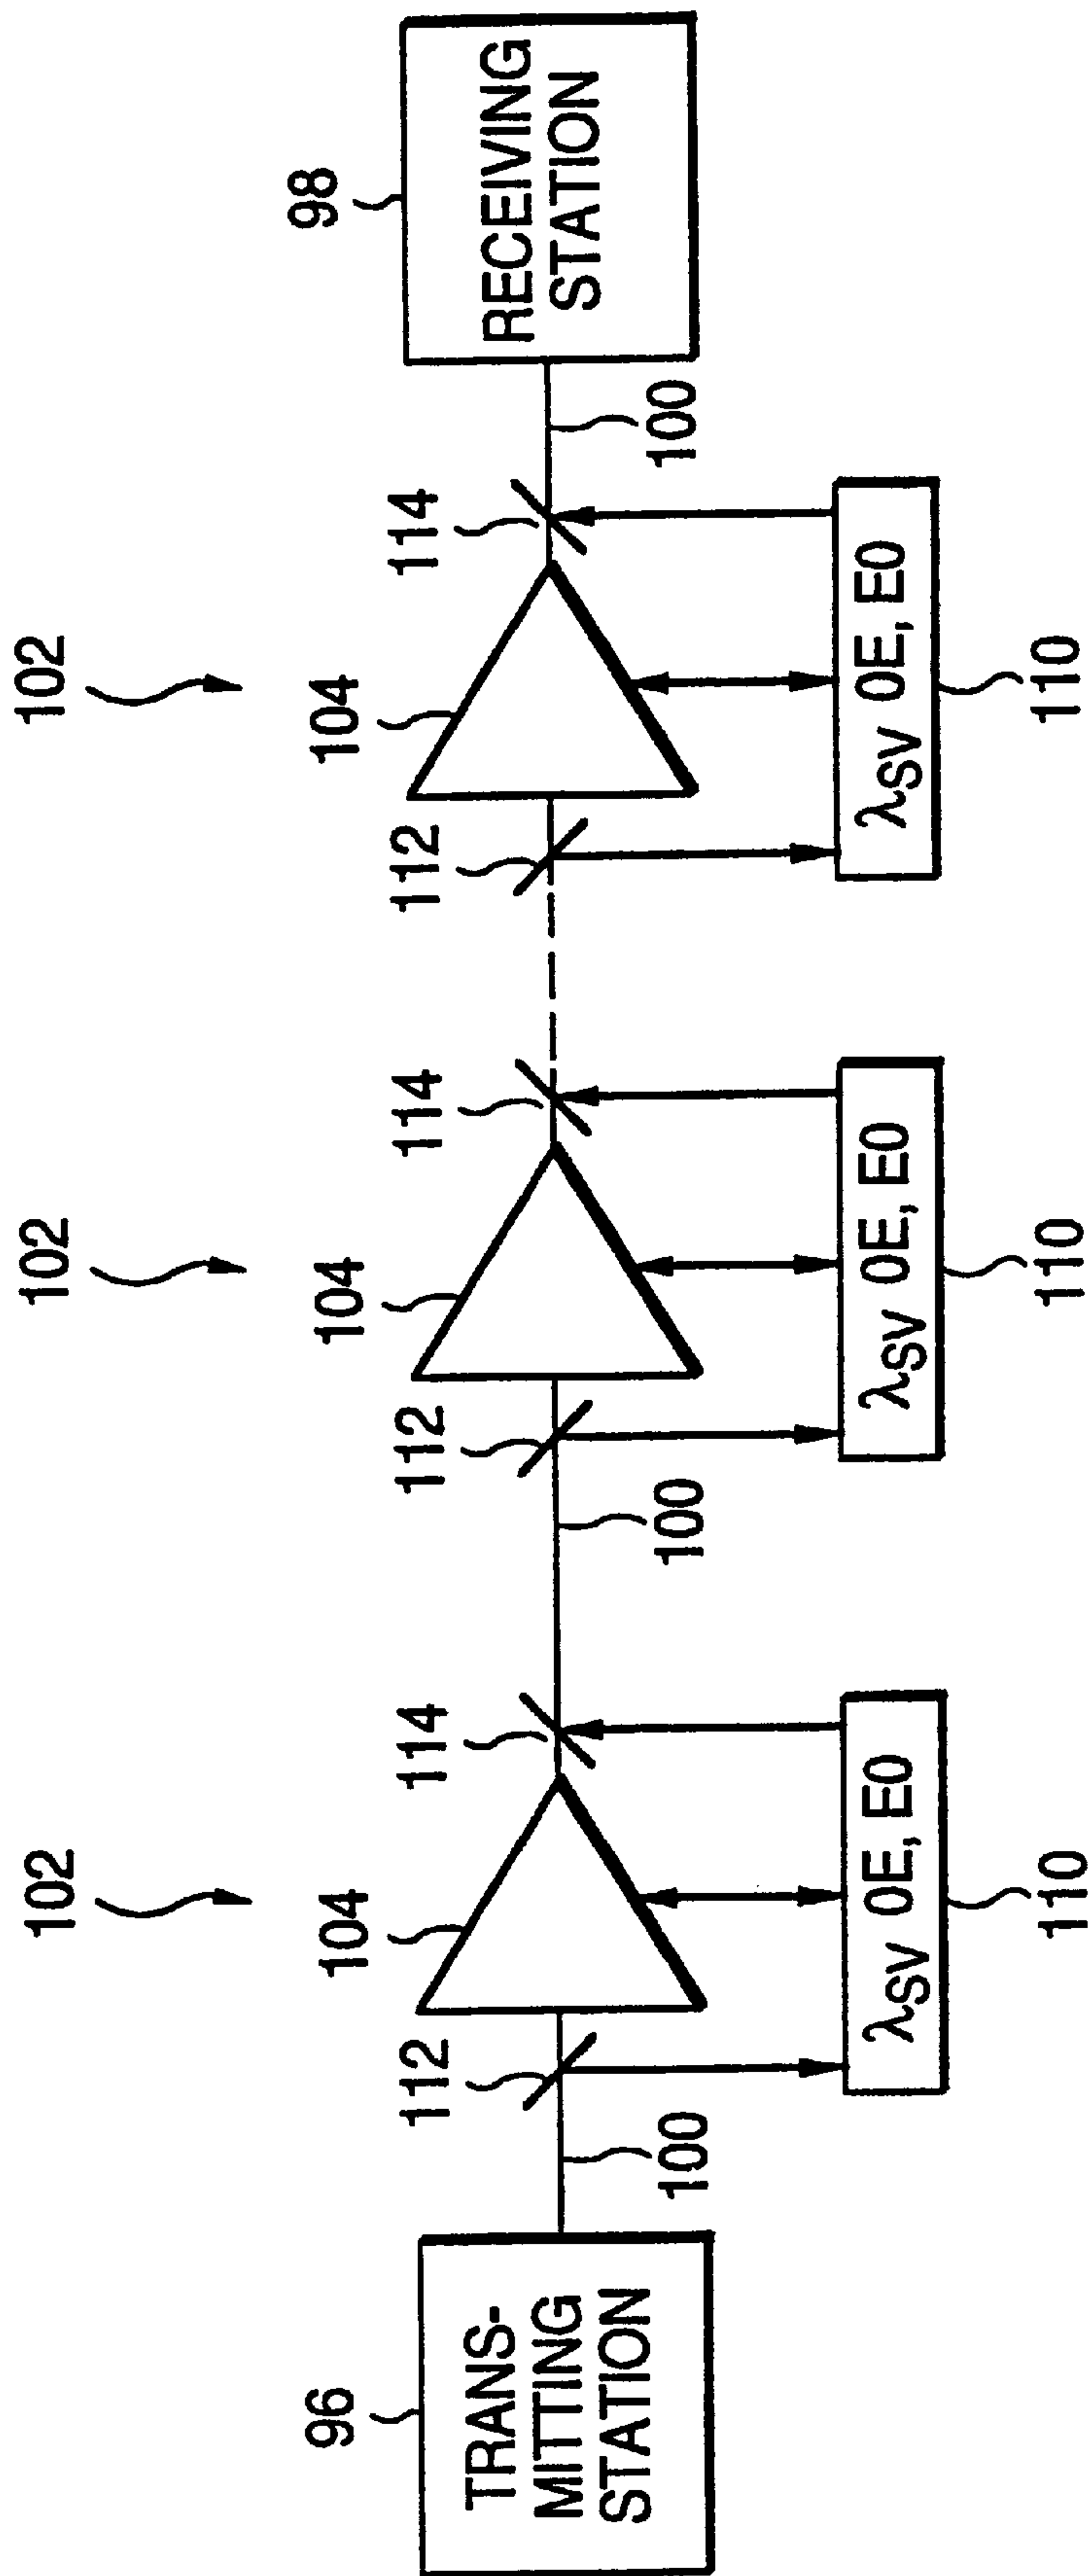 102
102
102
96
TRANS-
MITTING
STATION
100
112
104
114
100
112
104
114
112
104
114
100
98
RECEIVING
STATION
λSV OE, EO
110
λSV OE, EO
110
λSV OE, EO
110